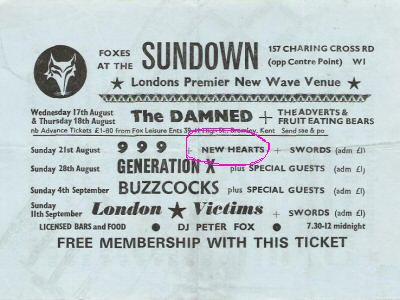 FOXES AT THE SUNDOWN 157 CHARING CROSS RD (opp Centre Point) W1
★ Londons Premier New Wave Venue ★
Wednesday 17th August & Thursday 18th August The DAMNED + THE ADVERTS & FRUIT EATING BEARS
nb Advance Tickets £1-80 from Fox Leisure Ents High St., Bromley, Kent Send sae & po
Sunday 21st August 999 + NEW HEARTS + SWORDS (adm £1)
Sunday 28th August GENERATION X plus SPECIAL GUESTS (adm £1)
Sunday 4th September BUZZCOCKS plus SPECIAL GUESTS (adm £1)
Sunday 11th September London ★ Victims + SWORDS (adm £1)
LICENSED BARS and FOOD ● DJ PETER FOX ● 7.30-12 midnight
FREE MEMBERSHIP WITH THIS TICKET